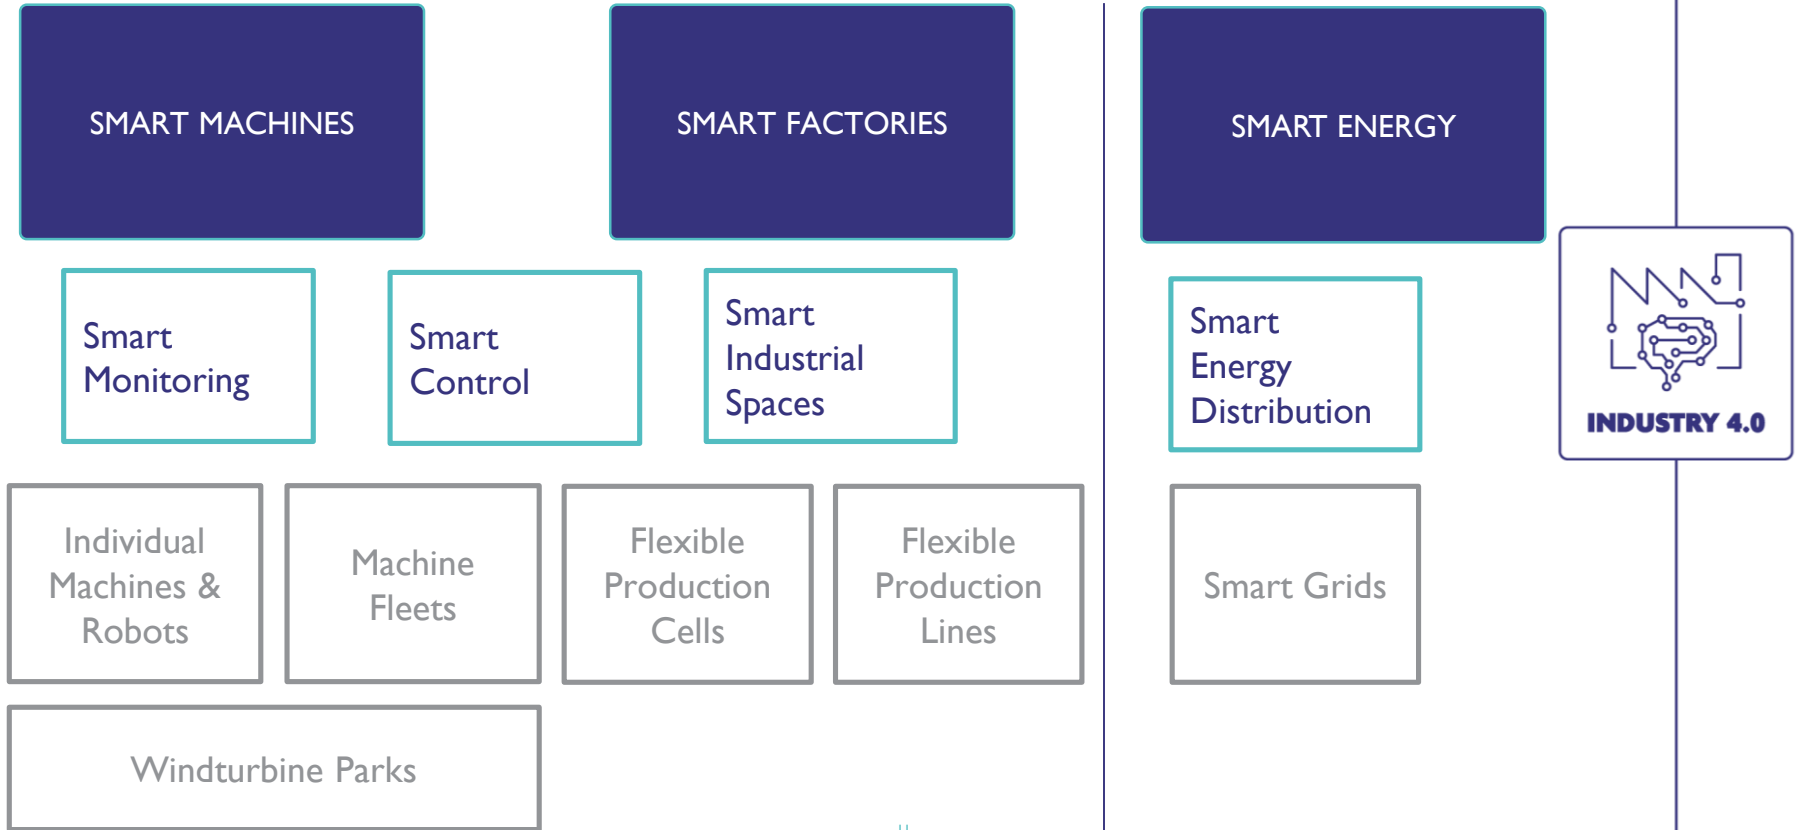 SMART MACHINES
SMART FACTORIES
SMART ENERGY
Smart
Monitoring
Smart
Control
Smart
Industrial
Spaces
Smart
Energy
Distribution
INDUSTRY 4.0
Individual
Machines &
Robots
Machine
Fleets
Flexible
Production
Cells
Flexible
Production
Lines
Smart Grids
Windturbine Parks